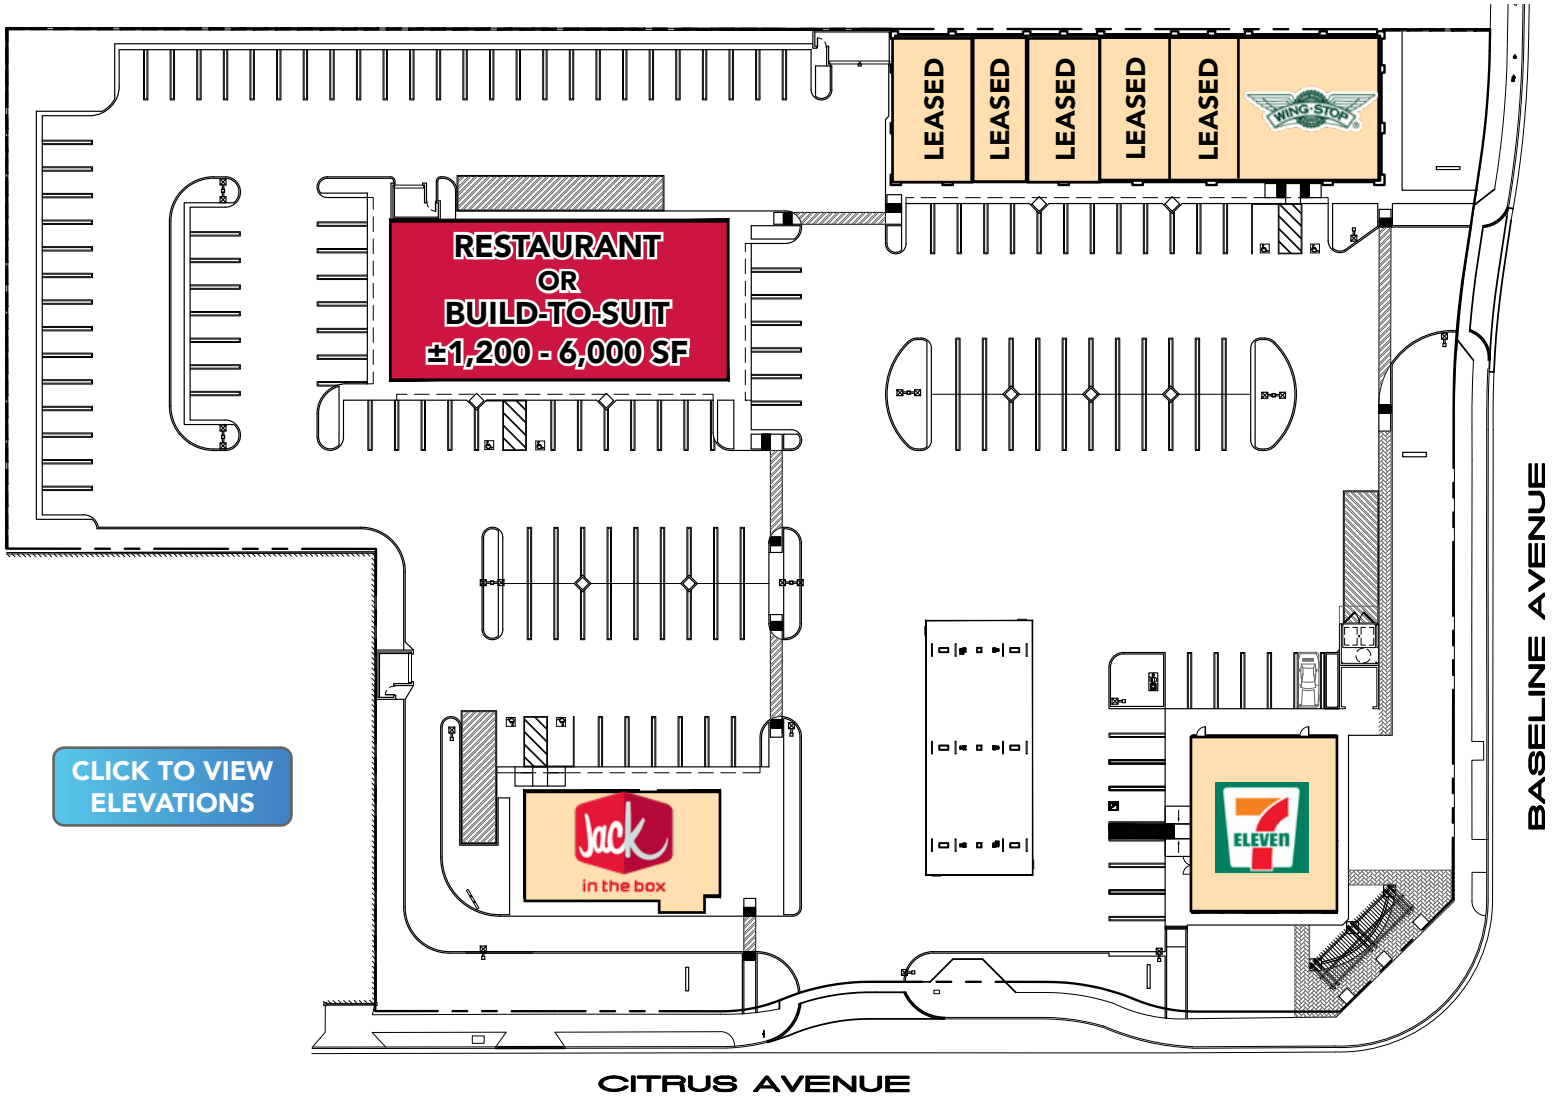 LEASED
LEASED
LEASED
LEASED
LEASED
WING·STOP
®
RESTAURANT
OR
BUILD-TO-SUIT
±1,200 - 6,000 SF
CLICK TO VIEW
ELEVATIONS
Jack
in the box
7
ELEVEN
BASELINE AVENUE
CITRUS AVENUE